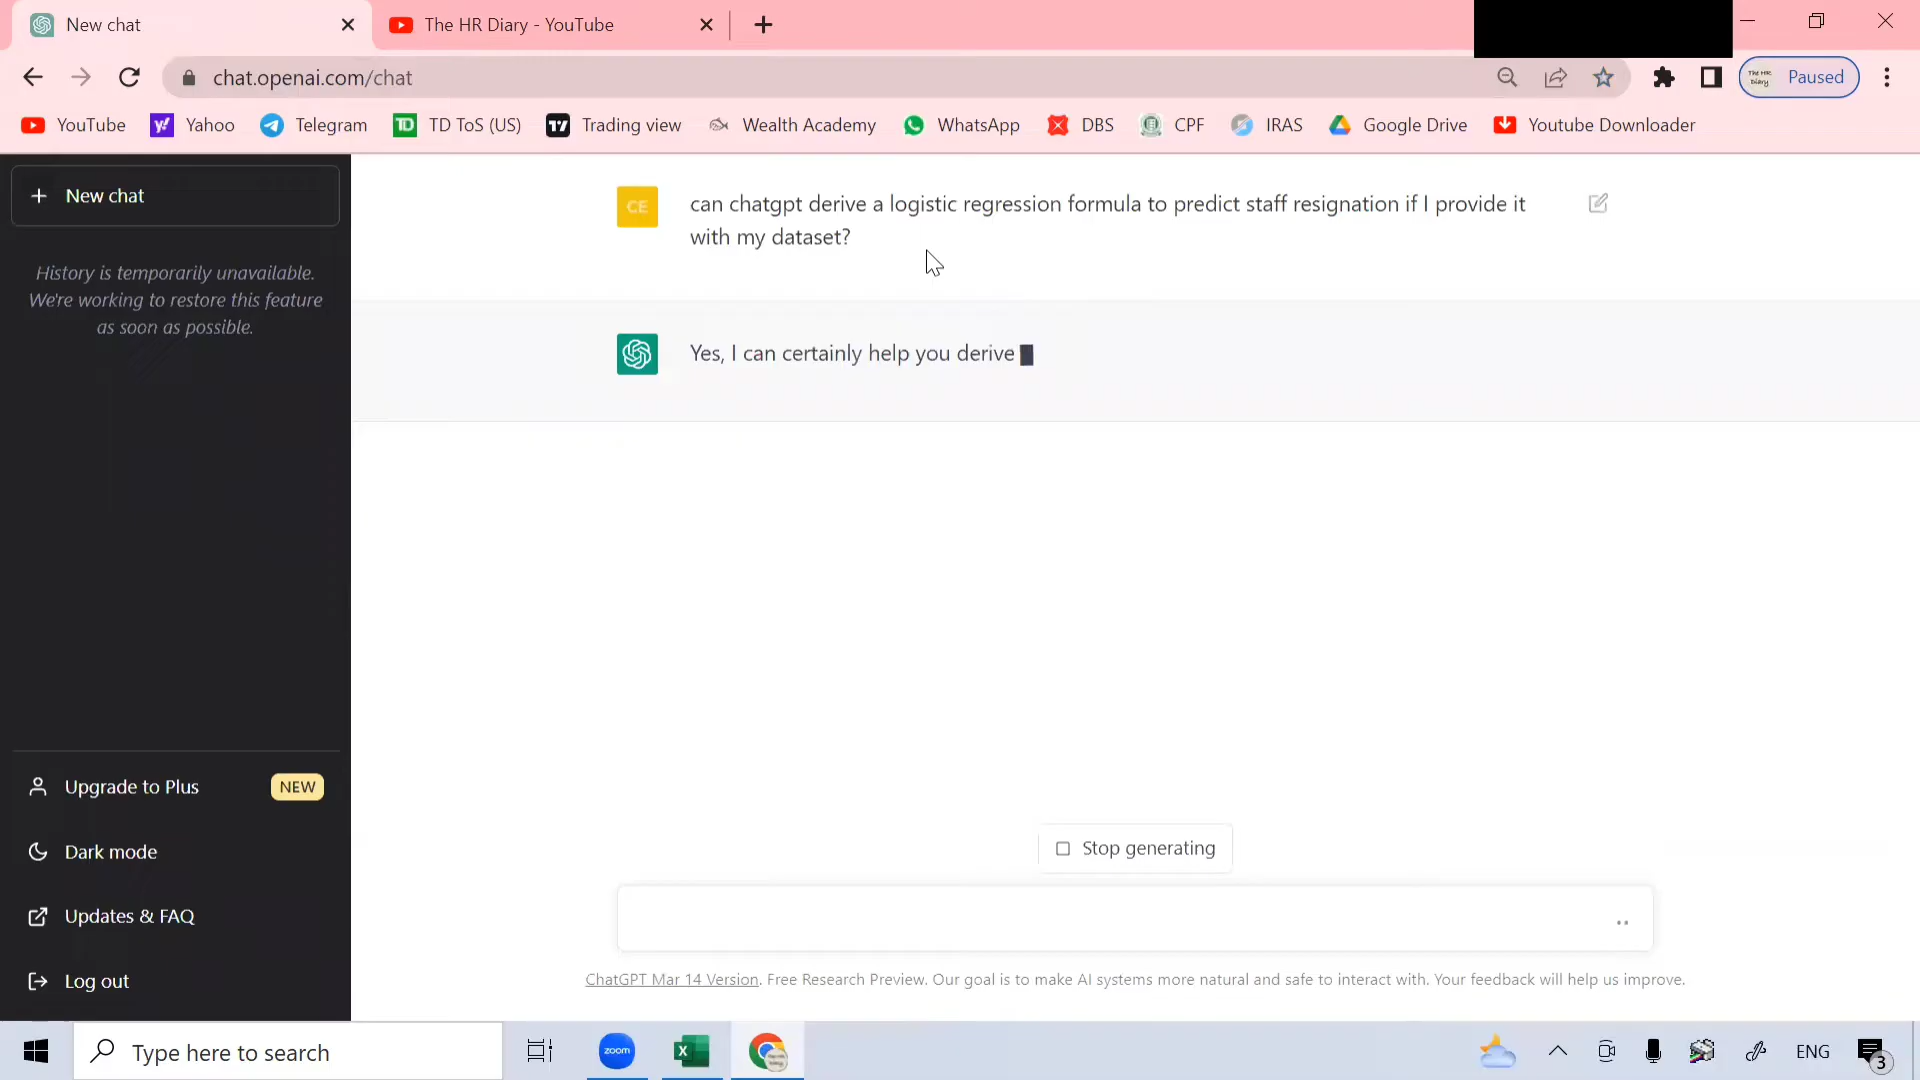 New chat
The HR Diary - YouTube
chat.openai.com/chat
The HR Diary
Paused
YouTube
Yahoo
Telegram
TD ToS (US)
Trading view
Wealth Academy
WhatsApp
DBS
CPF
IRAS
Google Drive
Youtube Downloader
New chat
History is temporarily unavailable.
We're working to restore this feature
as soon as possible.
CE
can chatgpt derive a logistic regression formula to predict staff resignation if I provide it
with my dataset?
Yes, I can certainly help you derive
Stop generating
Upgrade to Plus
NEW
Dark mode
Updates & FAQ
Log out
ChatGPT Mar 14 Version. Free Research Preview. Our goal is to make AI systems more natural and safe to interact with. Your feedback will help us improve.
Type here to search
zoom
ENG
3